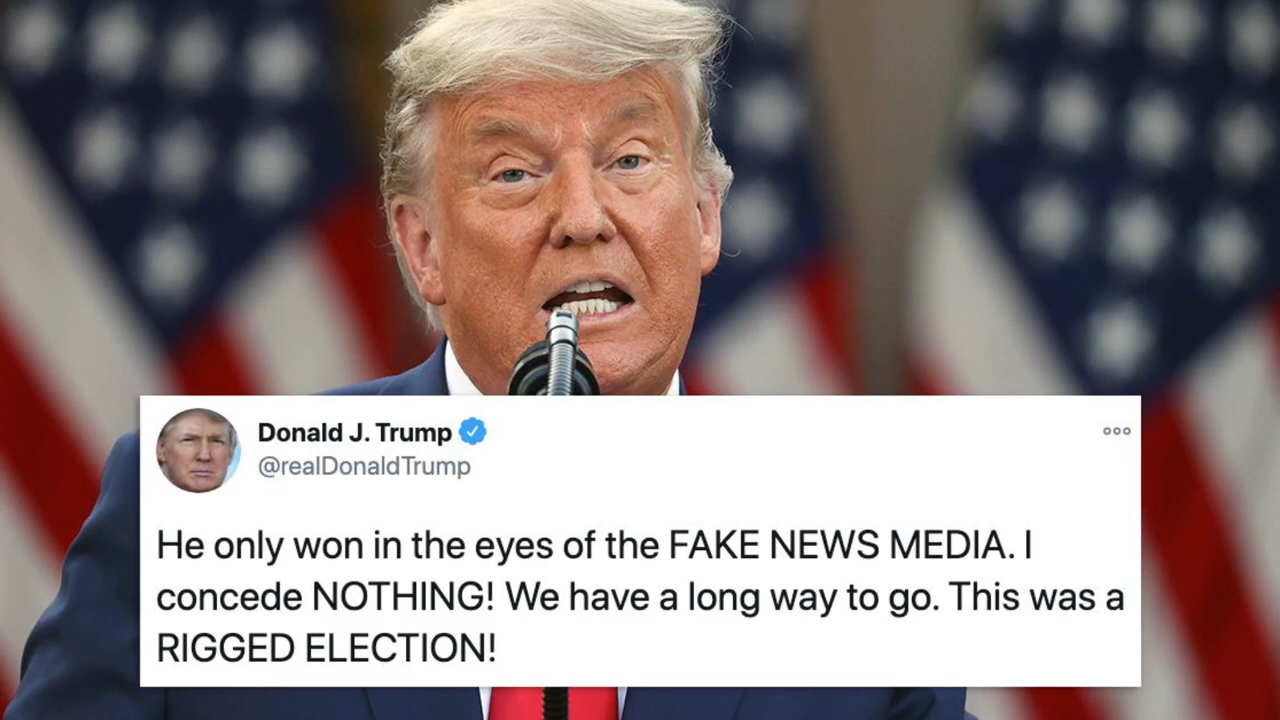 Donald J. Trump
@realDonaldTrump
He only won in the eyes of the FAKE NEWS MEDIA. I
concede NOTHING! We have a long way to go. This was a
RIGGED ELECTION!